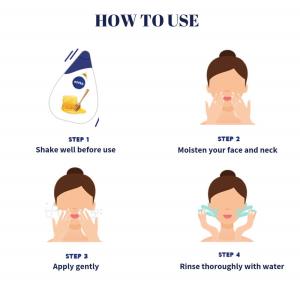 HOW TO USE
NIVEA
STEP 1
Shake well before use
STEP 2
Moisten your face and neck
STEP 3
Apply gently
STEP 4
Rinse thoroughly with water